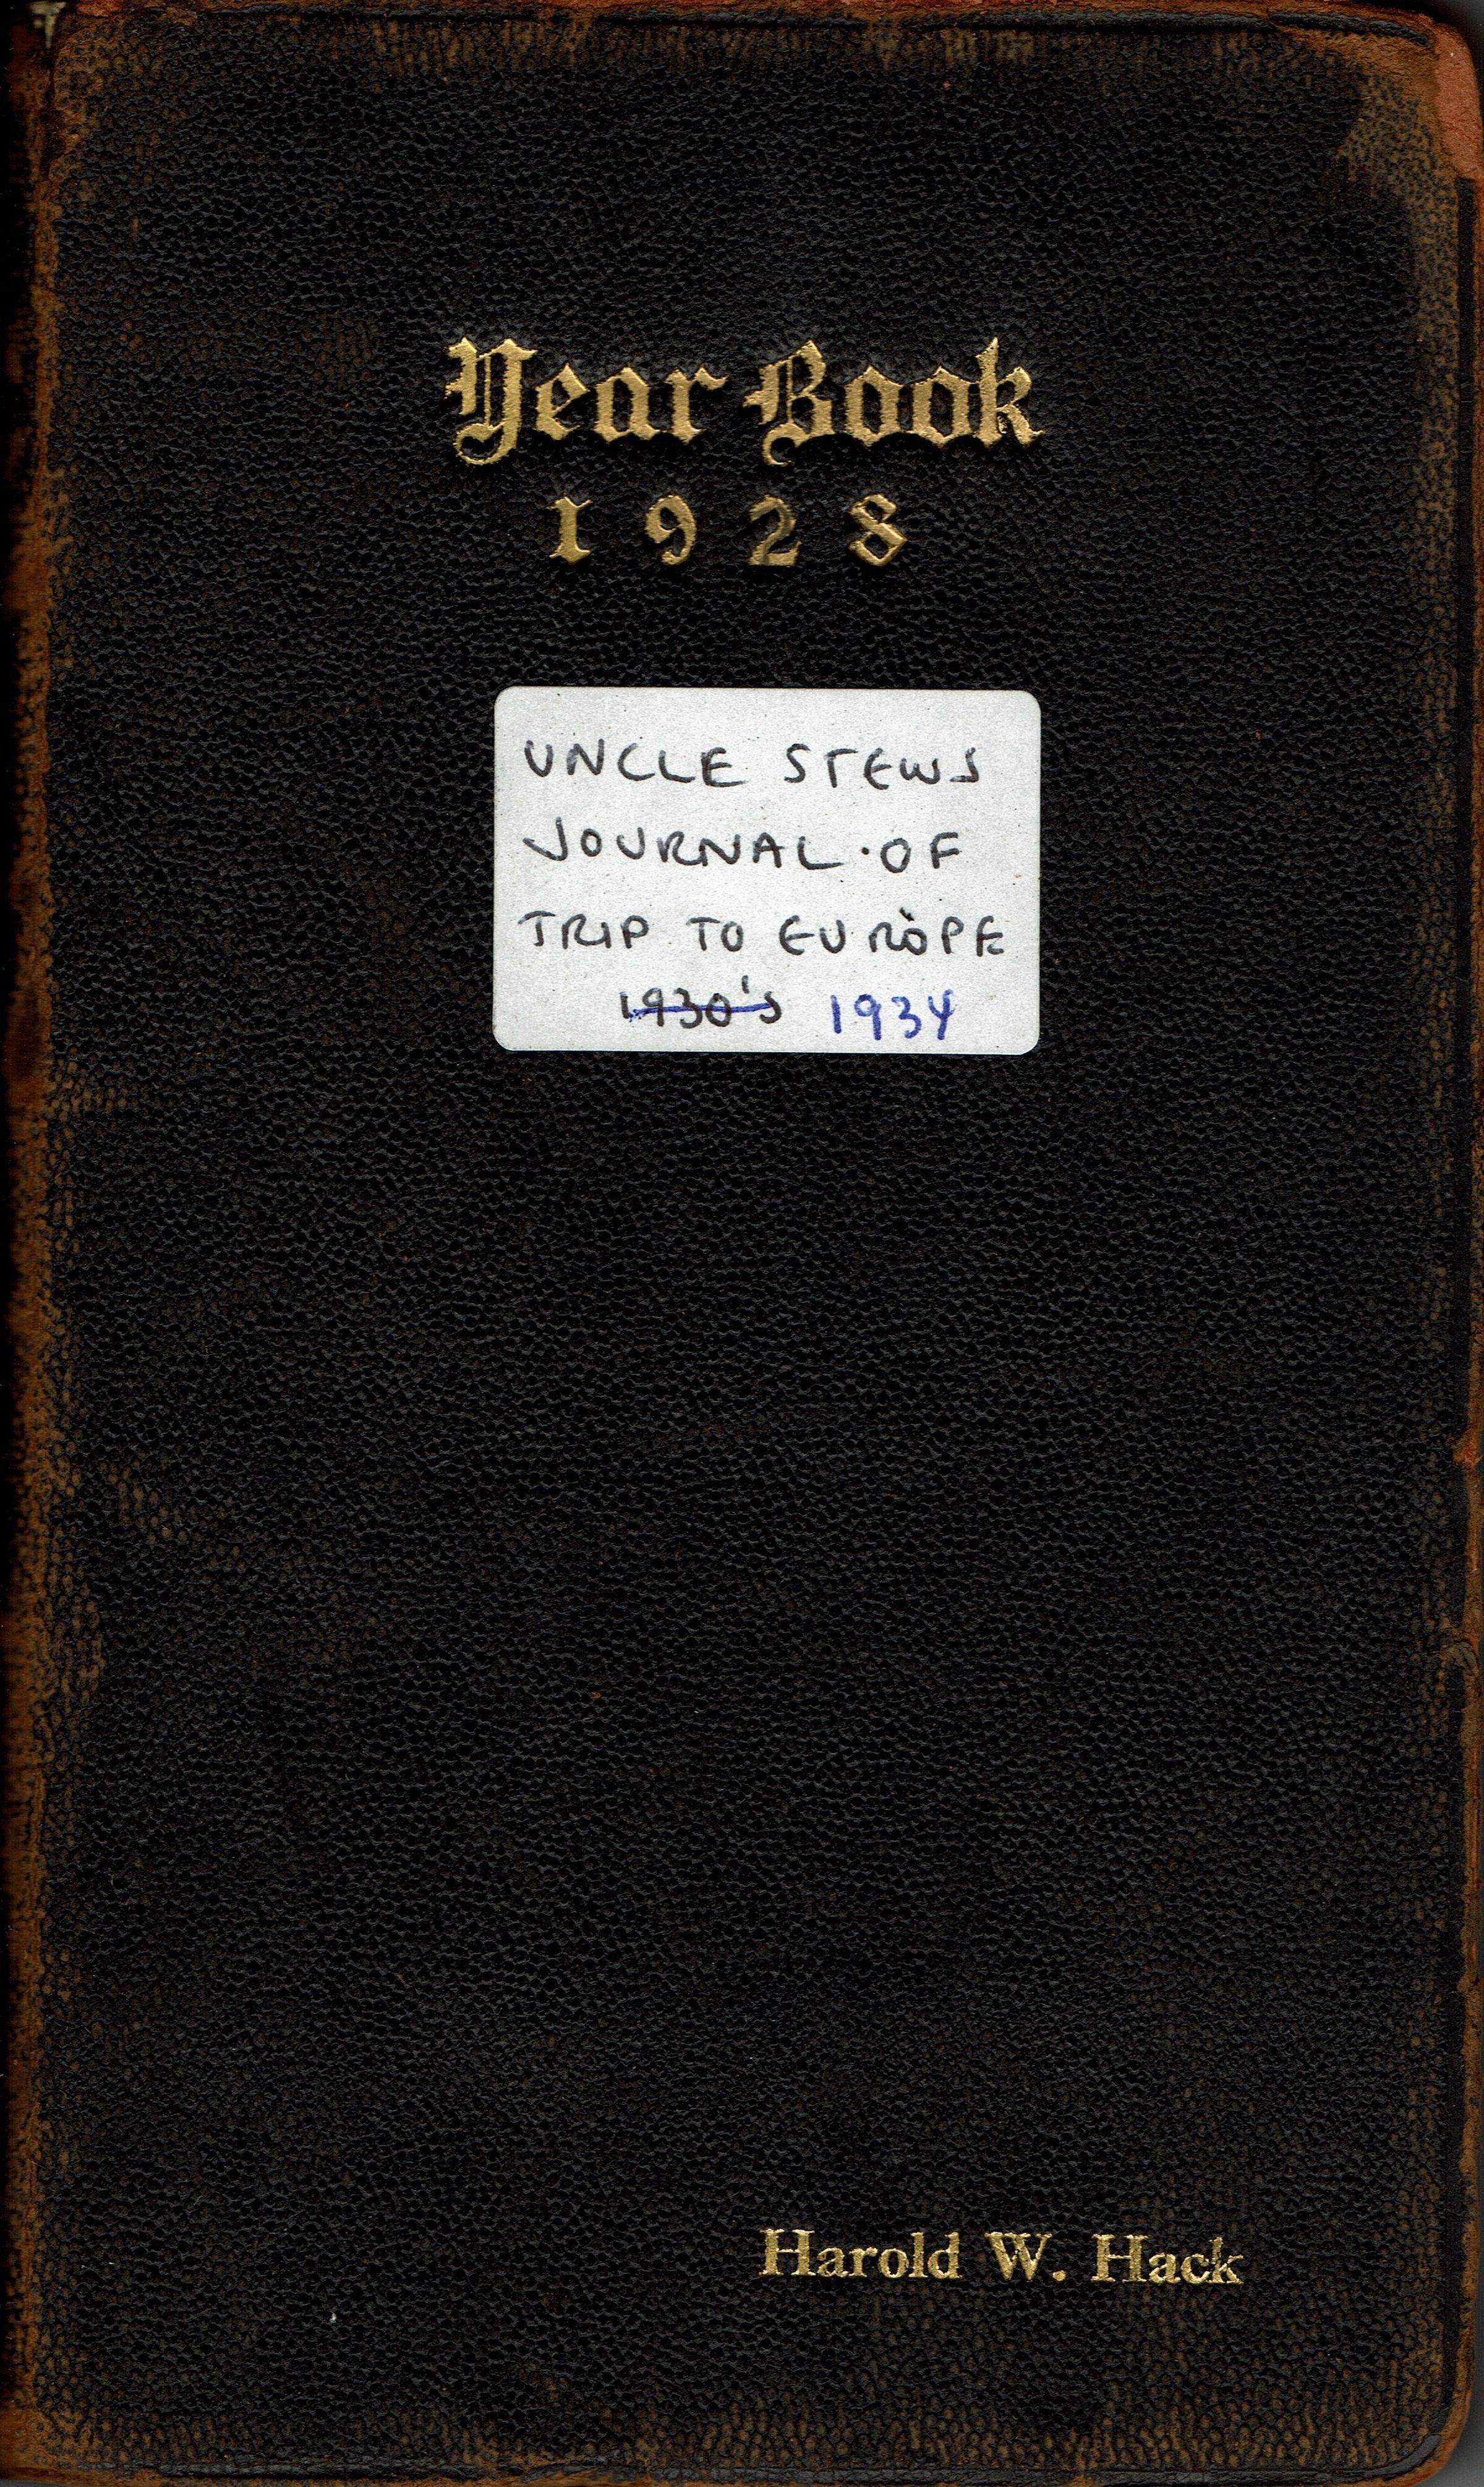 Year Book
1928
UNCLE STEWS
JOURNAL OF
TRIP TO EUROPE
1930's 1934
Harold W. Hack